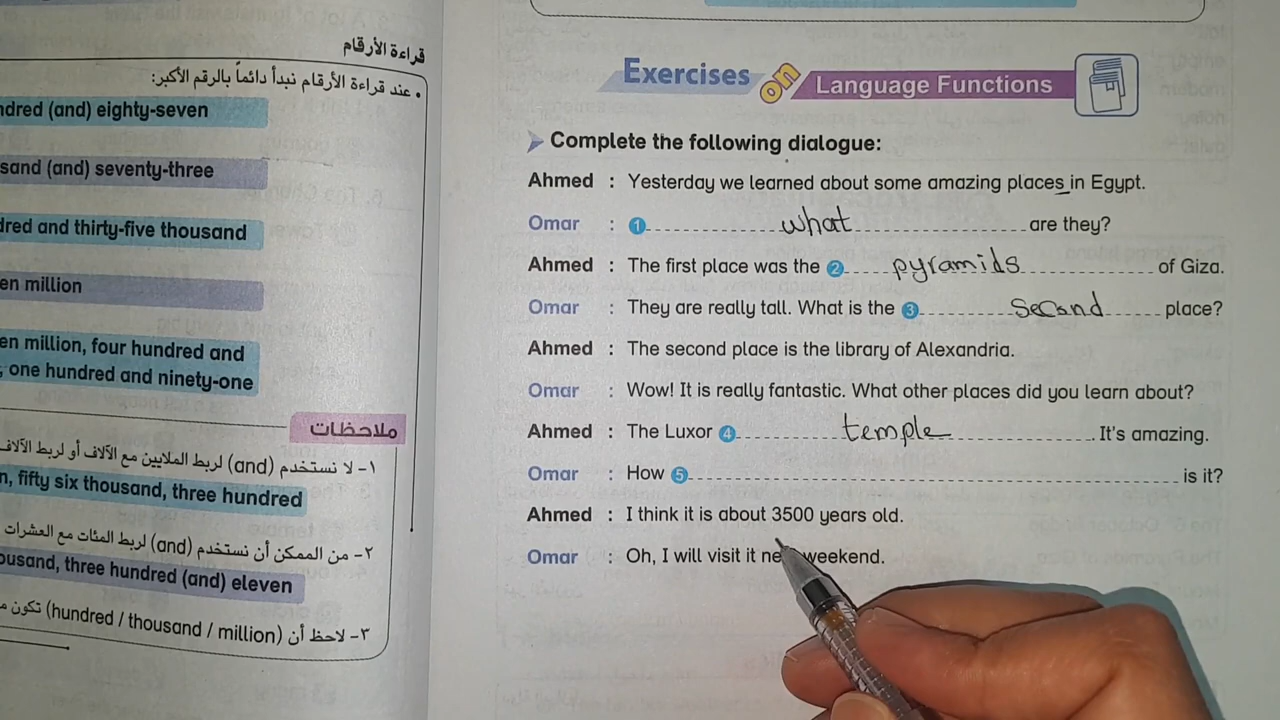 قراءة الأرقام
• عند قراءة الأرقام نبدأ دائماً بالرقم الأكبر:
ndred (and) eighty-seven
sand (and) seventy-three
dred and thirty-five thousand
en million
en million, four hundred and
, one hundred and ninety-one
ملاحظات
١- لا نستخدم (and) لربط الملايين مع الآلاف أو لربط الآلاف
n, fifty six thousand, three hundred
٢- من الممكن أن نستخدم (and) لربط المئات مع العشرات
ousand, three hundred (and) eleven
٣- لاحظ أن (hundred / thousand / million) تكون
Exercises on Language Functions
Complete the following dialogue:
Ahmed : Yesterday we learned about some amazing places in Egypt.
Omar : 1 what are they?
Ahmed : The first place was the 2 pyramids of Giza.
Omar : They are really tall. What is the 3 second place?
Ahmed : The second place is the library of Alexandria.
Omar : Wow! It is really fantastic. What other places did you learn about?
Ahmed : The Luxor 4 temple. It's amazing.
Omar : How 5 is it?
Ahmed : I think it is about 3500 years old.
Omar : Oh, I will visit it ne weekend.